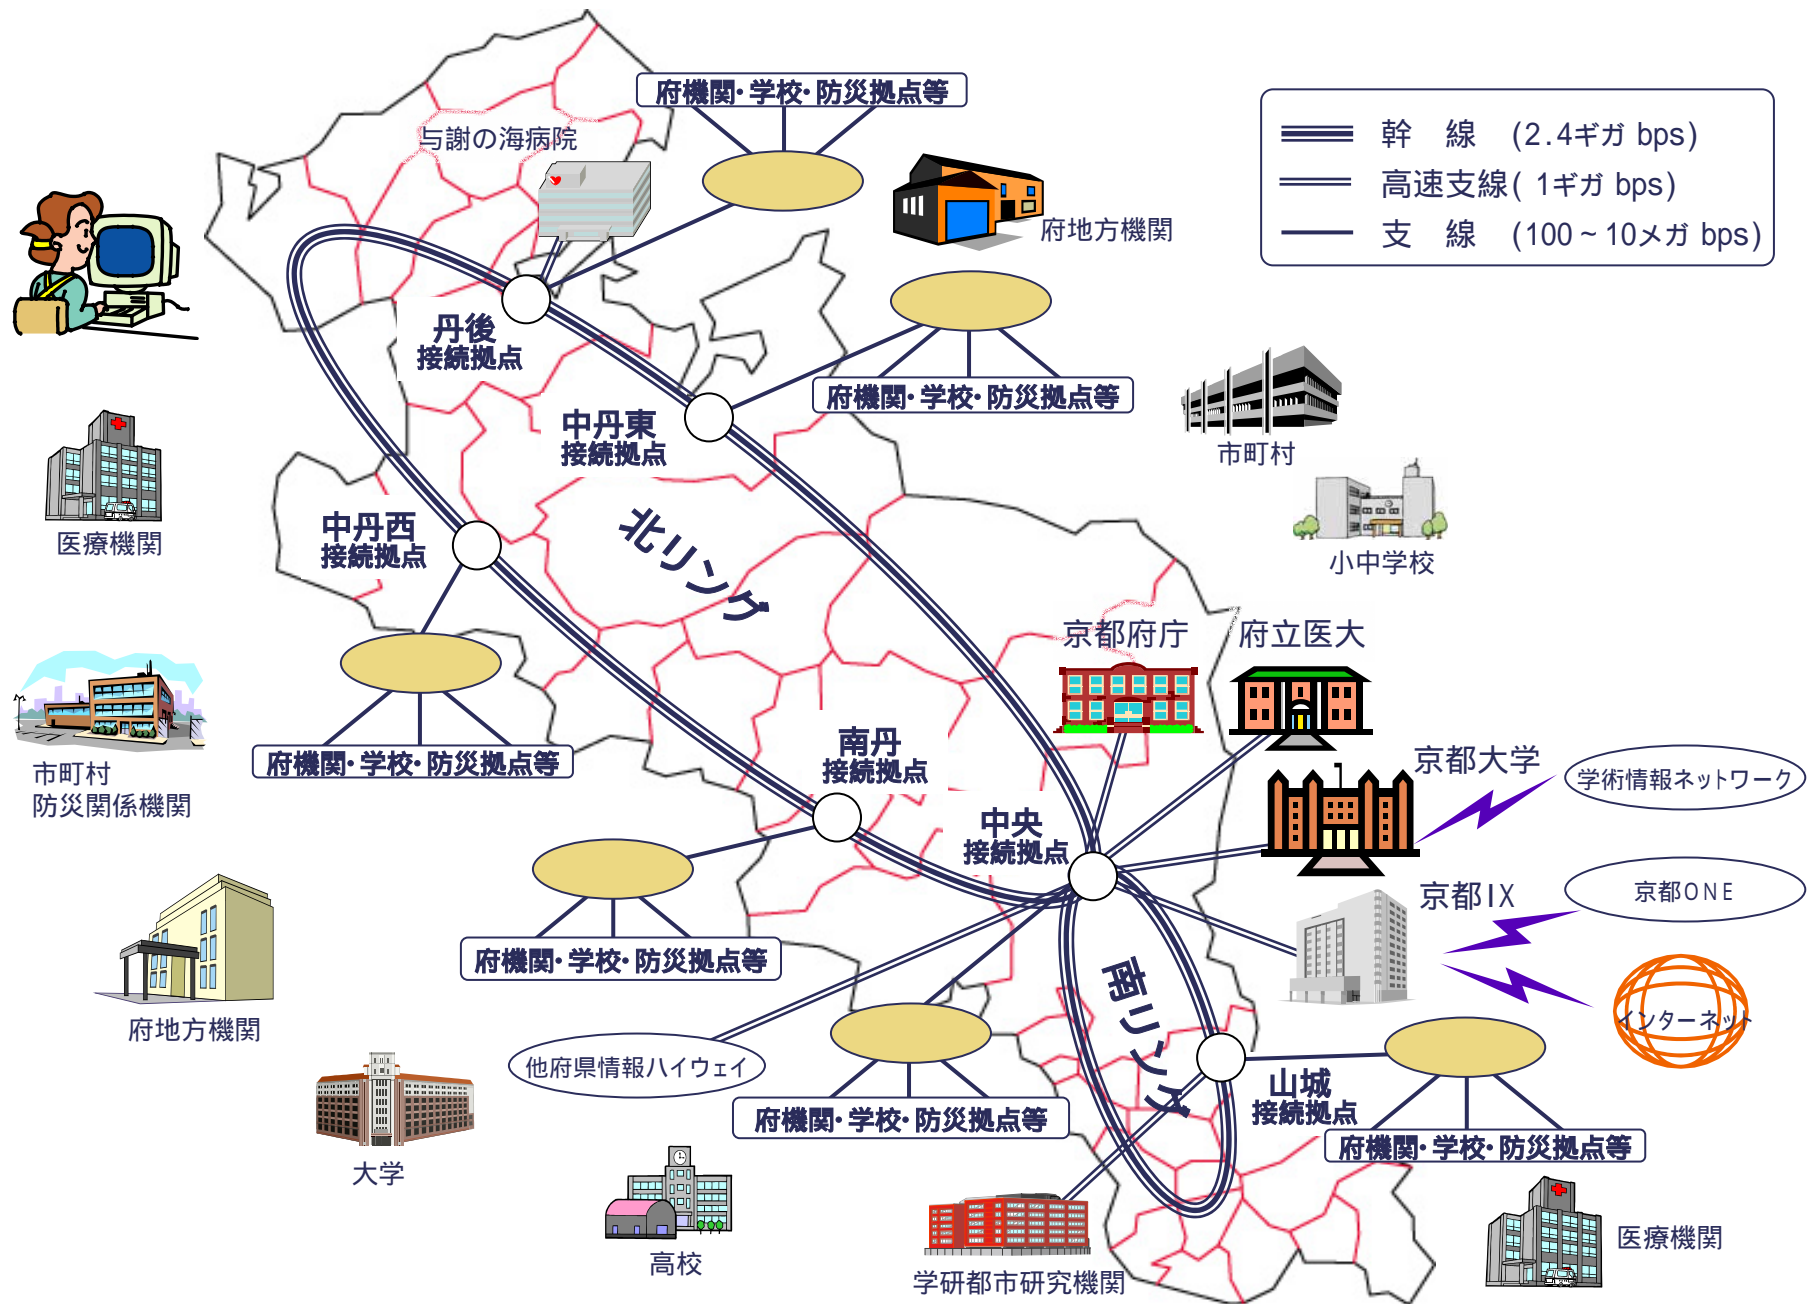 府機関・学校・防災拠点等
与謝の海病院
幹　線　(2.4ギガ bps)
高速支線( 1ギガ bps)
支　線　(100～10メガ bps)
府地方機関
丹後
接続拠点
府機関・学校・防災拠点等
中丹東
接続拠点
市町村
医療機関
中丹西
接続拠点
北リング
小中学校
京都府庁
府立医大
府機関・学校・防災拠点等
市町村
防災関係機関
南丹
接続拠点
京都大学
学術情報ネットワーク
中央
接続拠点
京都IX
京都ONE
府機関・学校・防災拠点等
南リング
インターネット
府地方機関
他府県情報ハイウェイ
山城
接続拠点
府機関・学校・防災拠点等
府機関・学校・防災拠点等
大学
高校
学研都市研究機関
医療機関